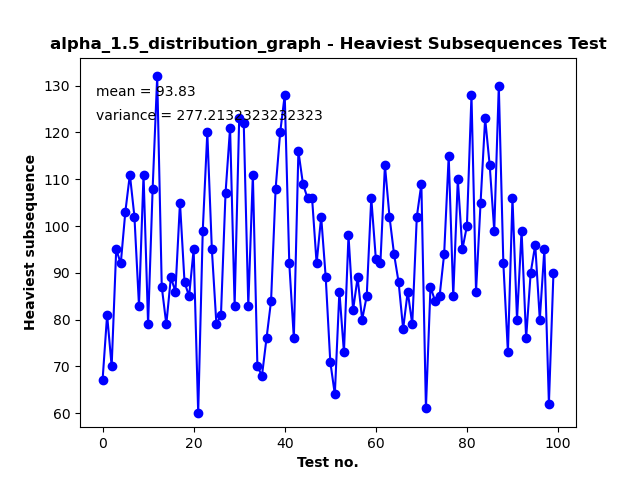 alpha_1.5_distribution_graph - Heaviest Subsequences Test
130
120
110
100
90
80
70
60
mean = 93.83
variance = 277.2132323232323
Heaviest subsequence
0 20 40 60 80 100
Test no.